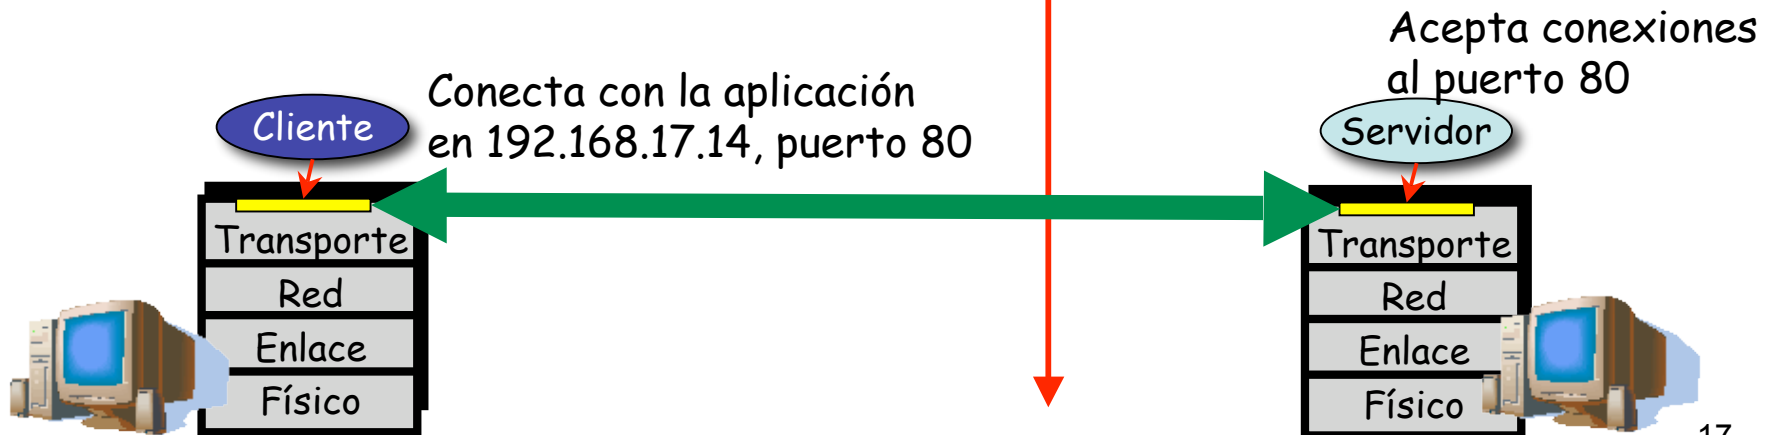 Acepta conexiones
al puerto 80
Conecta con la aplicación
en 192.168.17.14, puerto 80
Cliente
Servidor
Transporte
Red
Enlace
Físico
Transporte
Red
Enlace
Físico
17